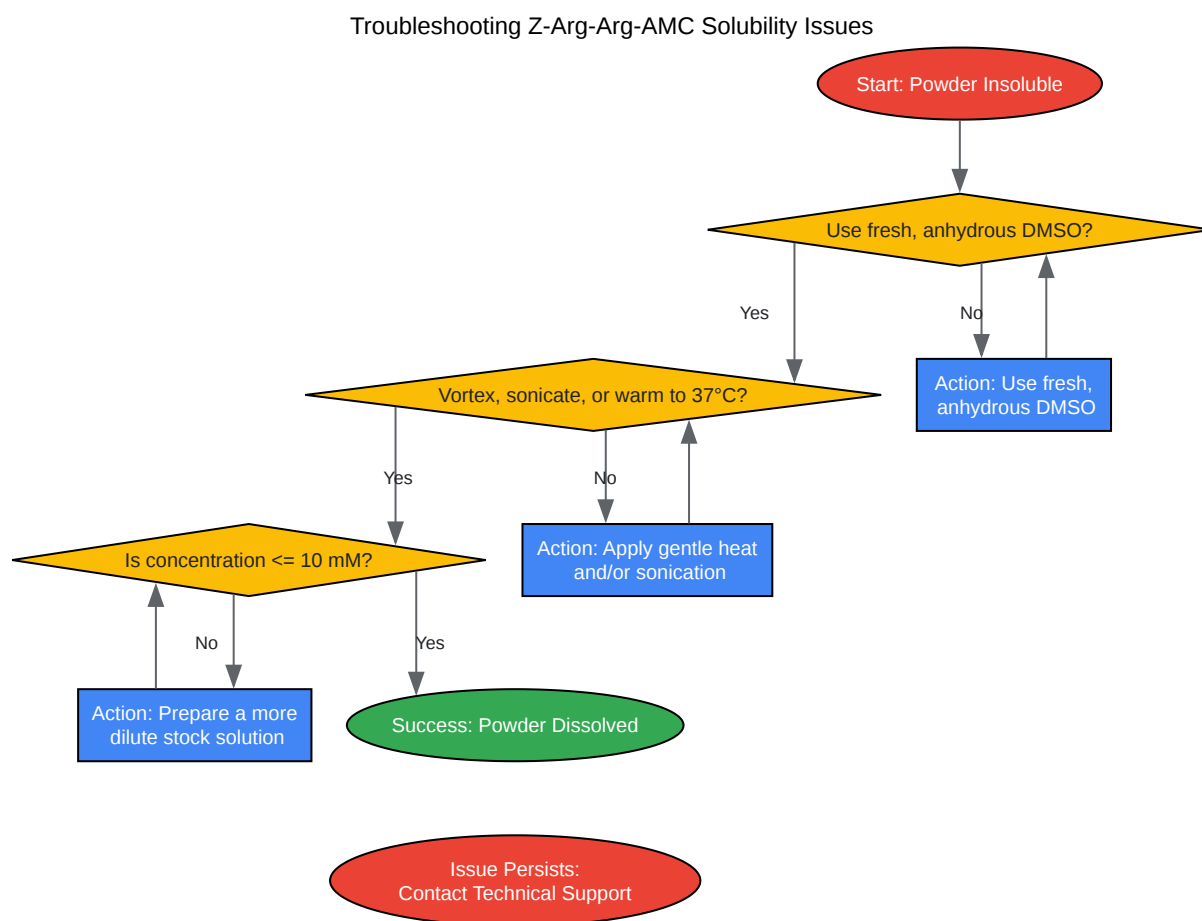 Troubleshooting Z-Arg-Arg-AMC Solubility Issues
Start: Powder Insoluble
Use fresh, anhydrous DMSO?
Yes
No
Action: Use fresh,
anhydrous DMSO
Vortex, sonicate, or warm to 37°C?
Yes
No
Action: Apply gentle heat
and/or sonication
Is concentration <= 10 mM?
No
Yes
Action: Prepare a more
dilute stock solution
Success: Powder Dissolved
Issue Persists:
Contact Technical Support